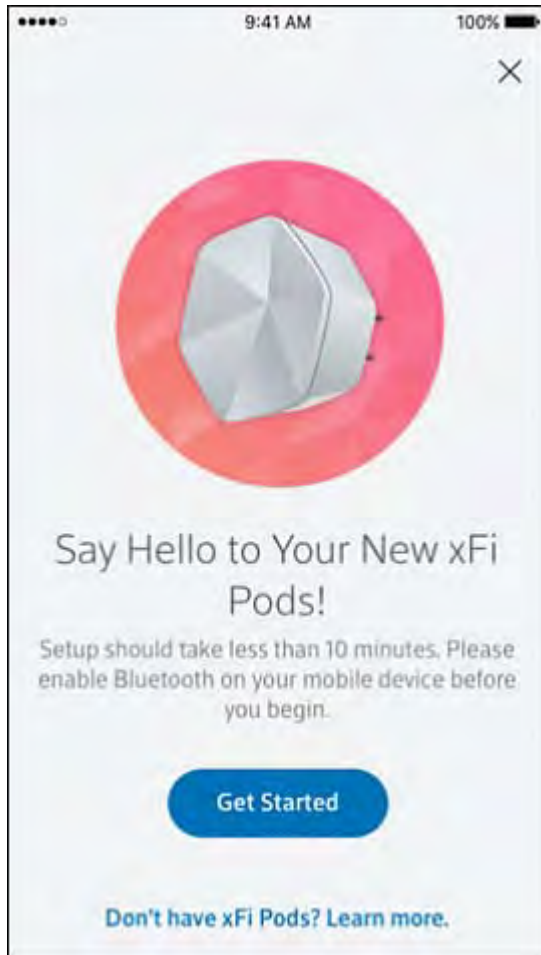 9:41 AM 100%
Say Hello to Your New xFi
Pods!
Setup should take less than 10 minutes. Please
enable Bluetooth on your mobile device before
you begin.
Get Started
Don't have xFi Pods? Learn more.